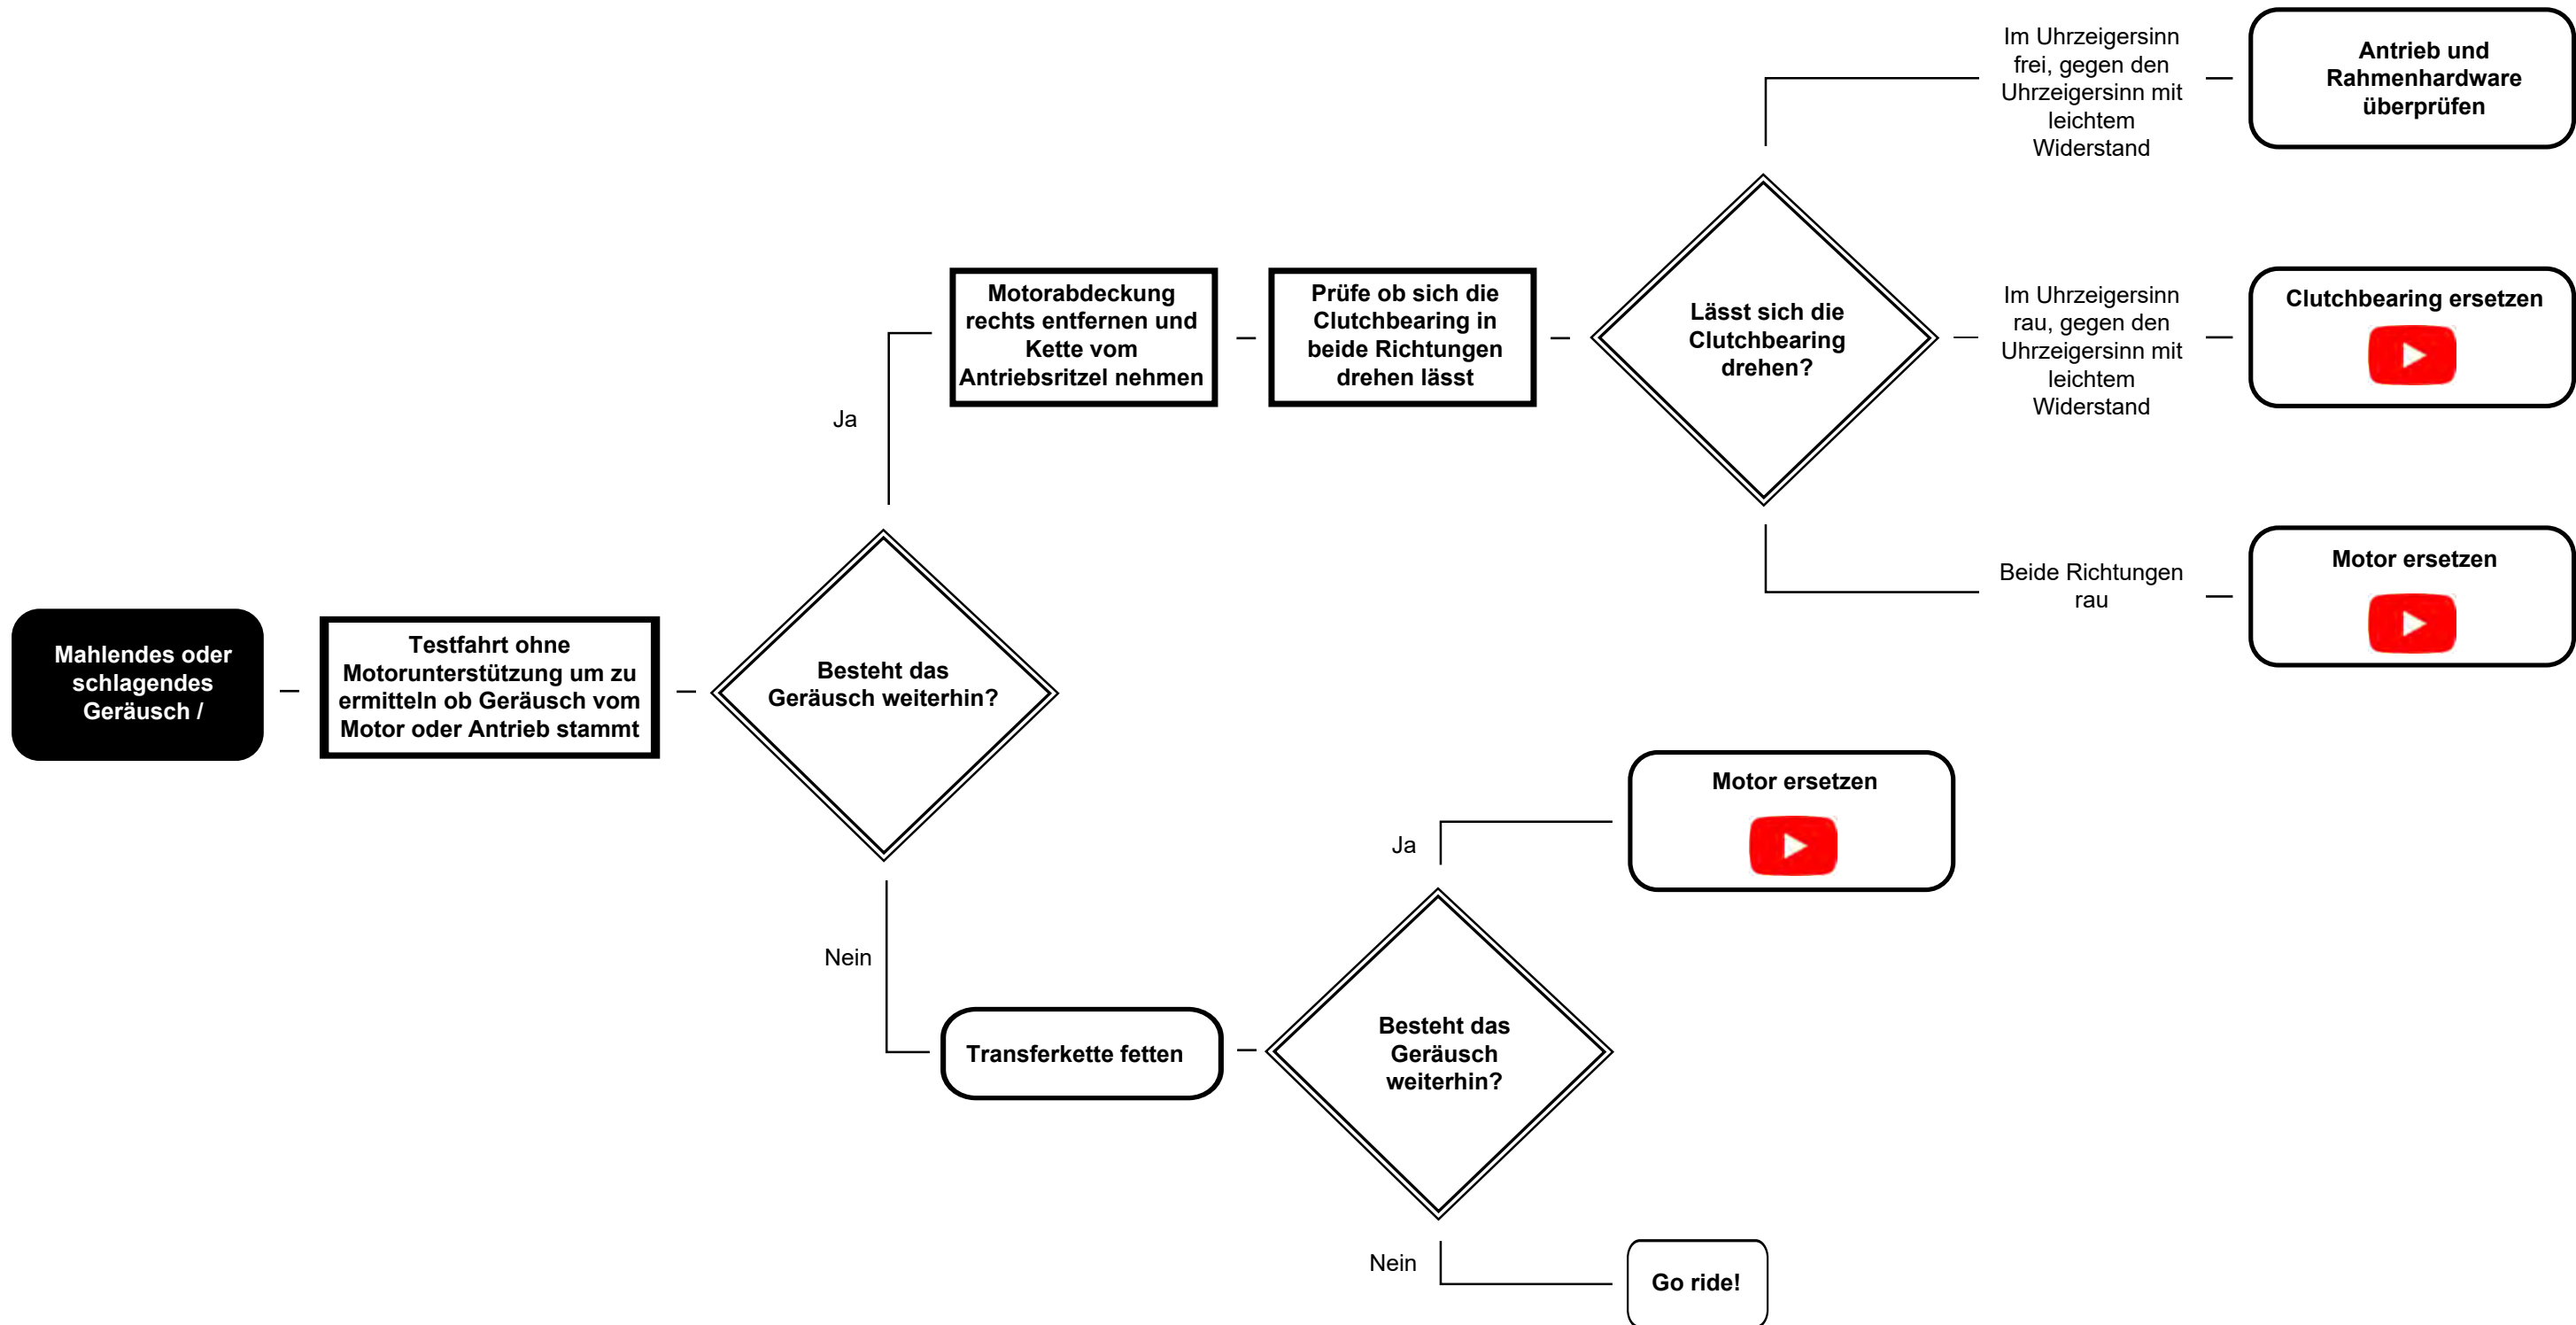 Mahlendes oder
schlagendes
Geräusch /
Testfahrt ohne
Motorunterstützung um zu
ermitteln ob Geräusch vom
Motor oder Antrieb stammt
Besteht das
Geräusch weiterhin?
Ja
Motorabdeckung
rechts entfernen und
Kette vom
Antriebsritzel nehmen
Prüfe ob sich die
Clutchbearing in
beide Richtungen
drehen lässt
Lässt sich die
Clutchbearing
drehen?
Im Uhrzeigersinn
frei, gegen den
Uhrzeigersinn mit
leichtem
Widerstand
Antrieb und
Rahmenhardware
überprüfen
Im Uhrzeigersinn
rau, gegen den
Uhrzeigersinn mit
leichtem
Widerstand
Clutchbearing ersetzen
Beide Richtungen
rau
Motor ersetzen
Nein
Transferkette fetten
Besteht das
Geräusch
weiterhin?
Ja
Motor ersetzen
Nein
Go ride!